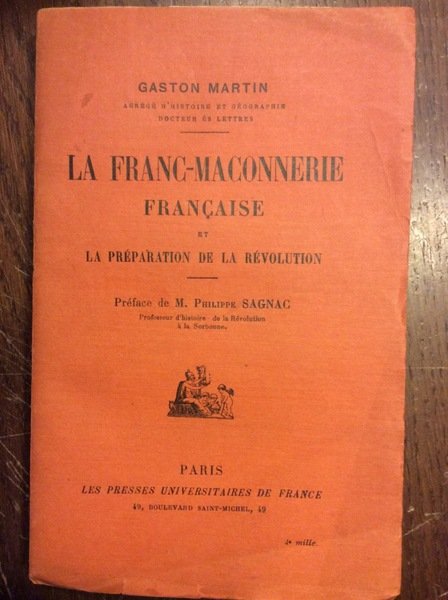 GASTON MARTIN
AGRÉGÉ D'HISTOIRE ET GÉOGRAPHIE
DOCTEUR ÈS LETTRES
LA FRANC-MACONNERIE
FRANÇAISE
ET
LA PRÉPARATION DE LA RÉVOLUTION
Préface de M. PHILIPPE SAGNAC
Professeur d'histoire de la Révolution
à la Sorbonne.
PARIS
LES PRESSES UNIVERSITAIRES DE FRANCE
49, BOULEVARD SAINT-MICHEL, 49
4e mille.